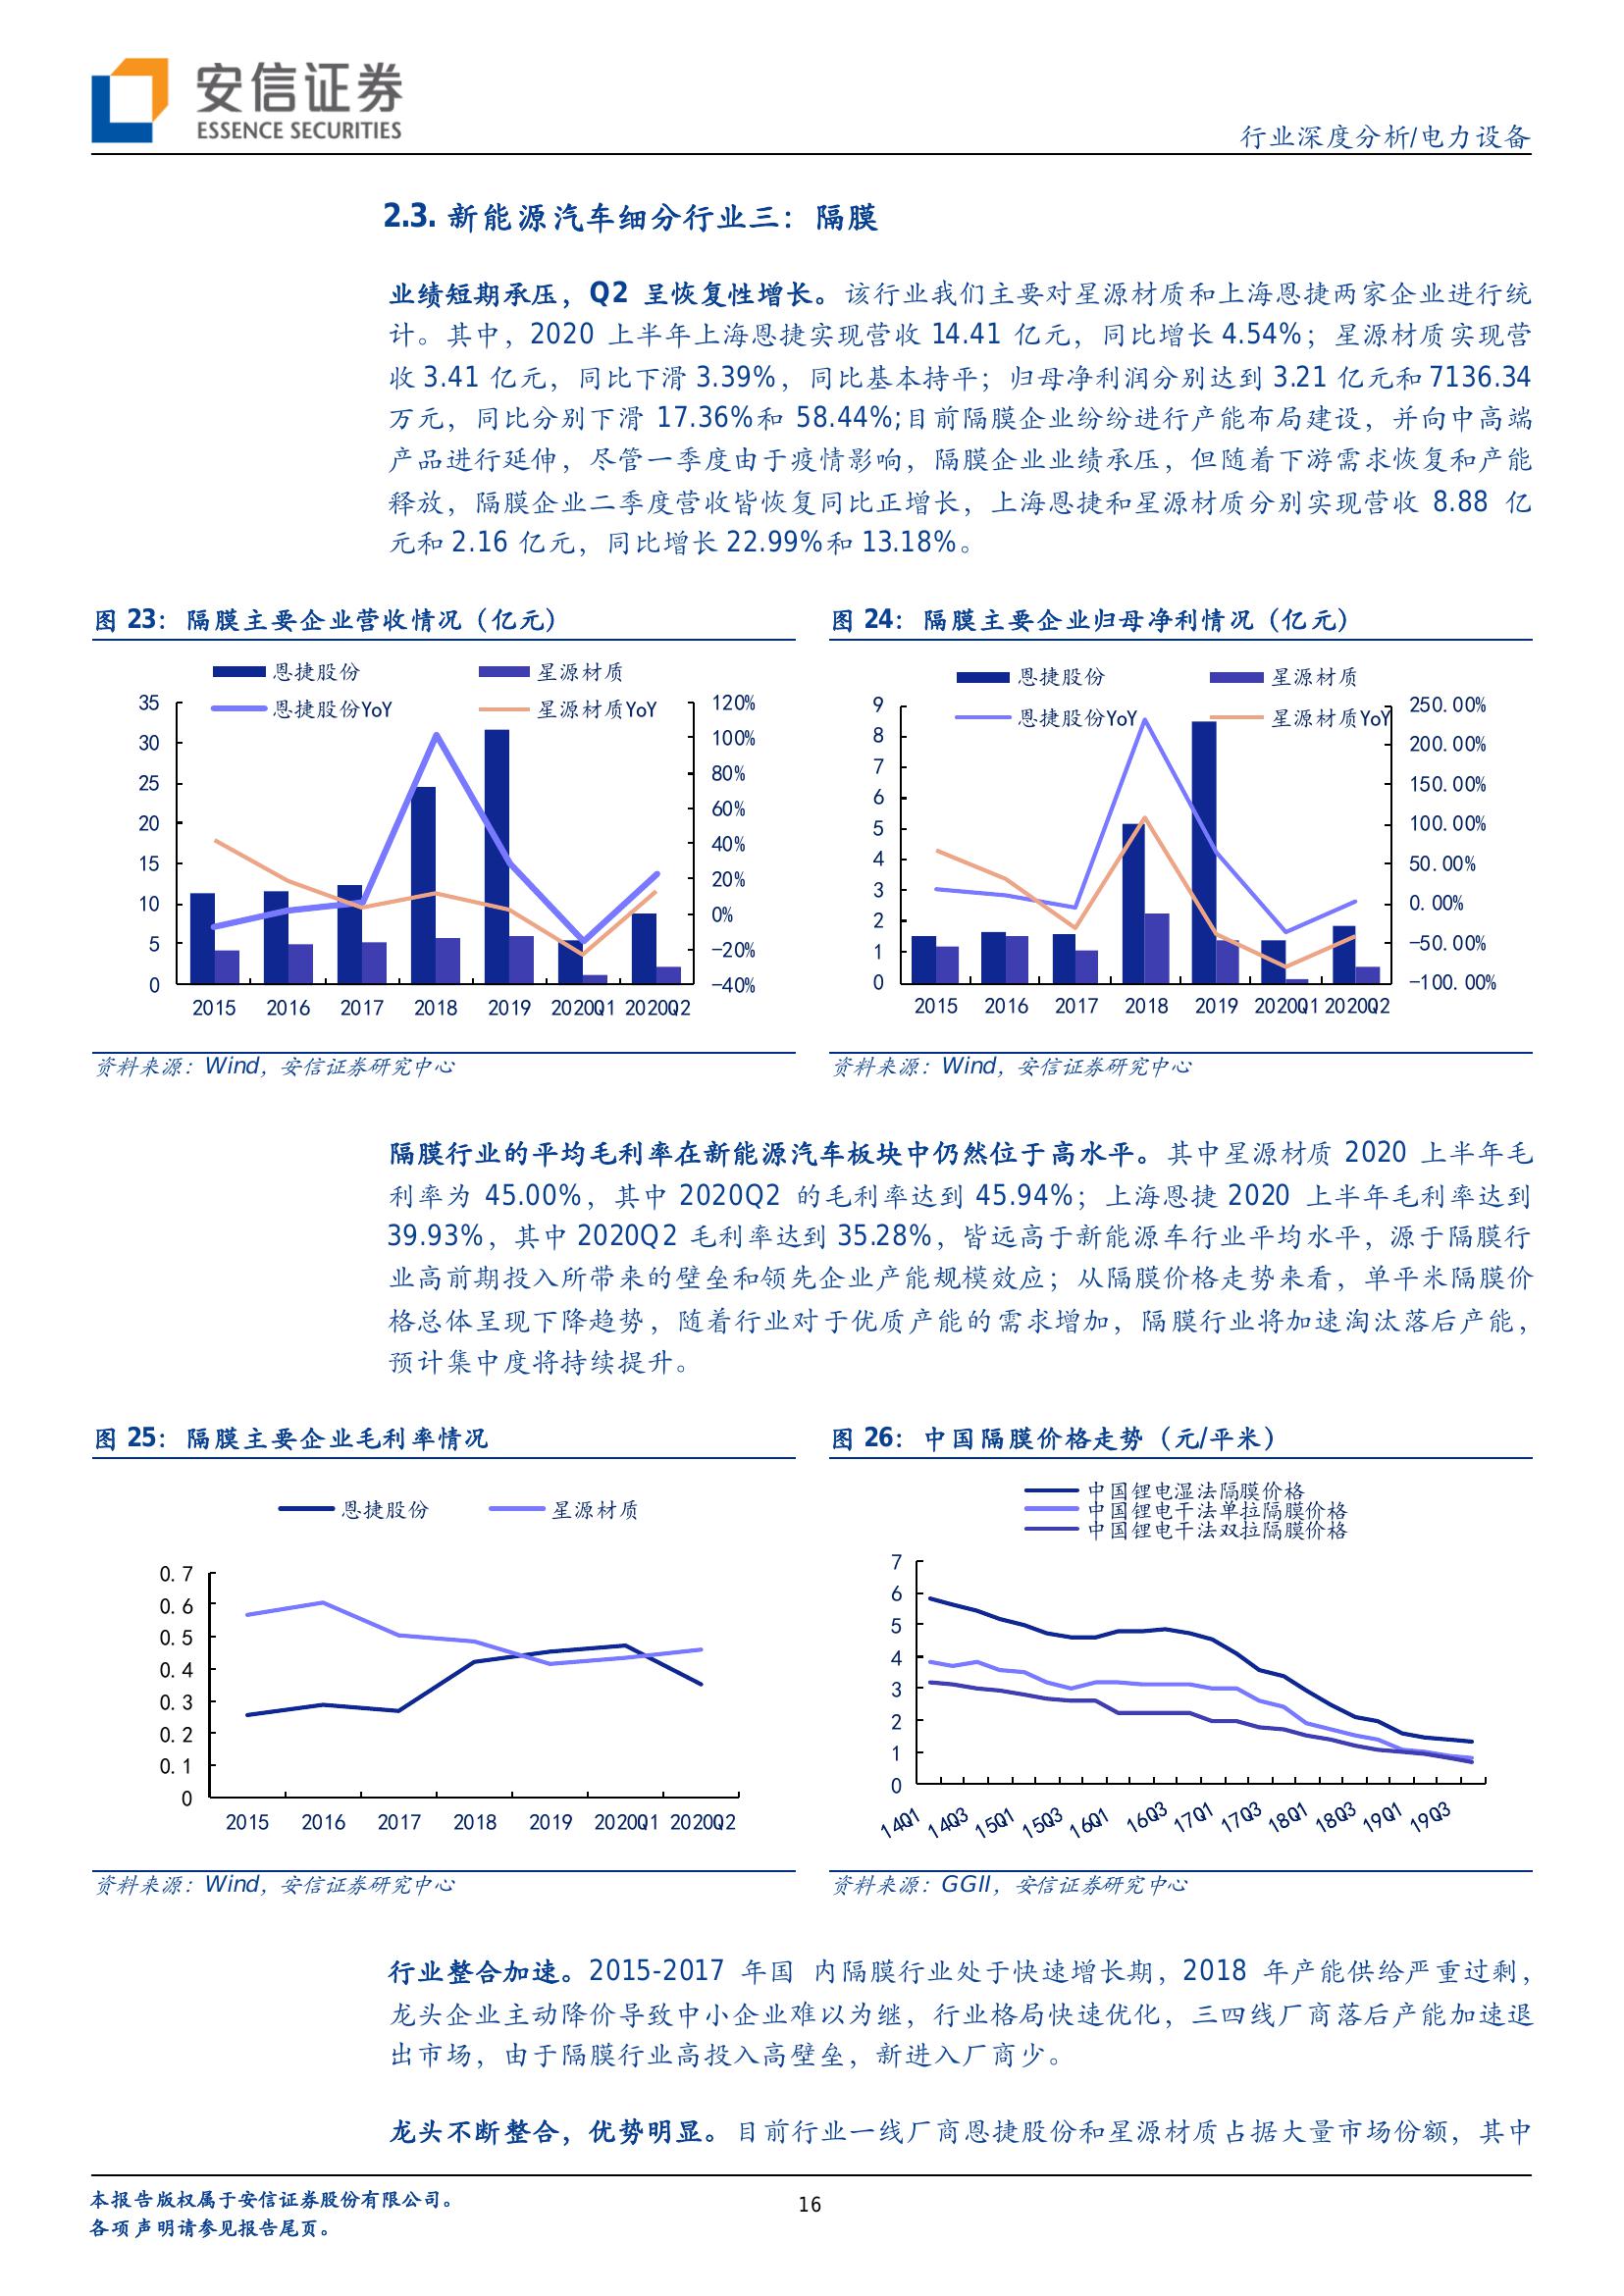 安信证券
ESSENCE SECURITIES
行业深度分析/电力设备
2.3. 新能源汽车细分行业三：隔膜
业绩短期承压，Q2 呈恢复性增长。该行业我们主要对星源材质和上海恩捷两家企业进行统
计。其中，2020 上半年上海恩捷实现营收 14.41 亿元，同比增长 4.54%；星源材质实现营
收 3.41 亿元，同比下滑 3.39%，同比基本持平；归母净利润分别达到 3.21 亿元和 7136.34
万元，同比分别下滑 17.36%和 58.44%;目前隔膜企业纷纷进行产能布局建设，并向中高端
产品进行延伸，尽管一季度由于疫情影响，隔膜企业业绩承压，但随着下游需求恢复和产能
释放，隔膜企业二季度营收皆恢复同比正增长，上海恩捷和星源材质分别实现营收 8.88 亿
元和 2.16 亿元，同比增长 22.99%和 13.18%。
图 23：隔膜主要企业营收情况（亿元）
恩捷股份 星源材质
恩捷股份YoY 星源材质YoY
35 120%
30 100%
25 80%
20 60%
15 40%
10 20%
5 0%
0 -20%
-40%
2015 2016 2017 2018 2019 2020Q1 2020Q2
资料来源：Wind，安信证券研究中心
图 24：隔膜主要企业归母净利情况（亿元）
恩捷股份 星源材质
恩捷股份YoY 星源材质YoY
9 250.00%
8 200.00%
7 150.00%
6 100.00%
5 50.00%
4 0.00%
3 -50.00%
2 -100.00%
1
0
2015 2016 2017 2018 2019 2020Q1 2020Q2
资料来源：Wind，安信证券研究中心
隔膜行业的平均毛利率在新能源汽车板块中仍然位于高水平。其中星源材质 2020 上半年毛
利率为 45.00%，其中 2020Q2 的毛利率达到 45.94%；上海恩捷 2020 上半年毛利率达到
39.93%，其中 2020Q2 毛利率达到 35.28%，皆远高于新能源车行业平均水平，源于隔膜行
业高前期投入所带来的壁垒和领先企业产能规模效应；从隔膜价格走势来看，单平米隔膜价
格总体呈现下降趋势，随着行业对于优质产能的需求增加，隔膜行业将加速淘汰落后产能，
预计集中度将持续提升。
图 25：隔膜主要企业毛利率情况
恩捷股份 星源材质
0.7
0.6
0.5
0.4
0.3
0.2
0.1
0
2015 2016 2017 2018 2019 2020Q1 2020Q2
资料来源：Wind，安信证券研究中心
图 26：中国隔膜价格走势（元/平米）
中国锂电湿法隔膜价格
中国锂电干法单拉隔膜价格
中国锂电干法双拉隔膜价格
7
6
5
4
3
2
1
0
14Q1 14Q3 15Q1 15Q3 16Q1 16Q3 17Q1 17Q3 18Q1 18Q3 19Q1 19Q3
资料来源：GGII，安信证券研究中心
行业整合加速。2015-2017 年国 内隔膜行业处于快速增长期，2018 年产能供给严重过剩，
龙头企业主动降价导致中小企业难以为继，行业格局快速优化，三四线厂商落后产能加速退
出市场，由于隔膜行业高投入高壁垒，新进入厂商少。
龙头不断整合，优势明显。目前行业一线厂商恩捷股份和星源材质占据大量市场份额，其中
本报告版权属于安信证券股份有限公司。
各项声明请参见报告尾页。
16